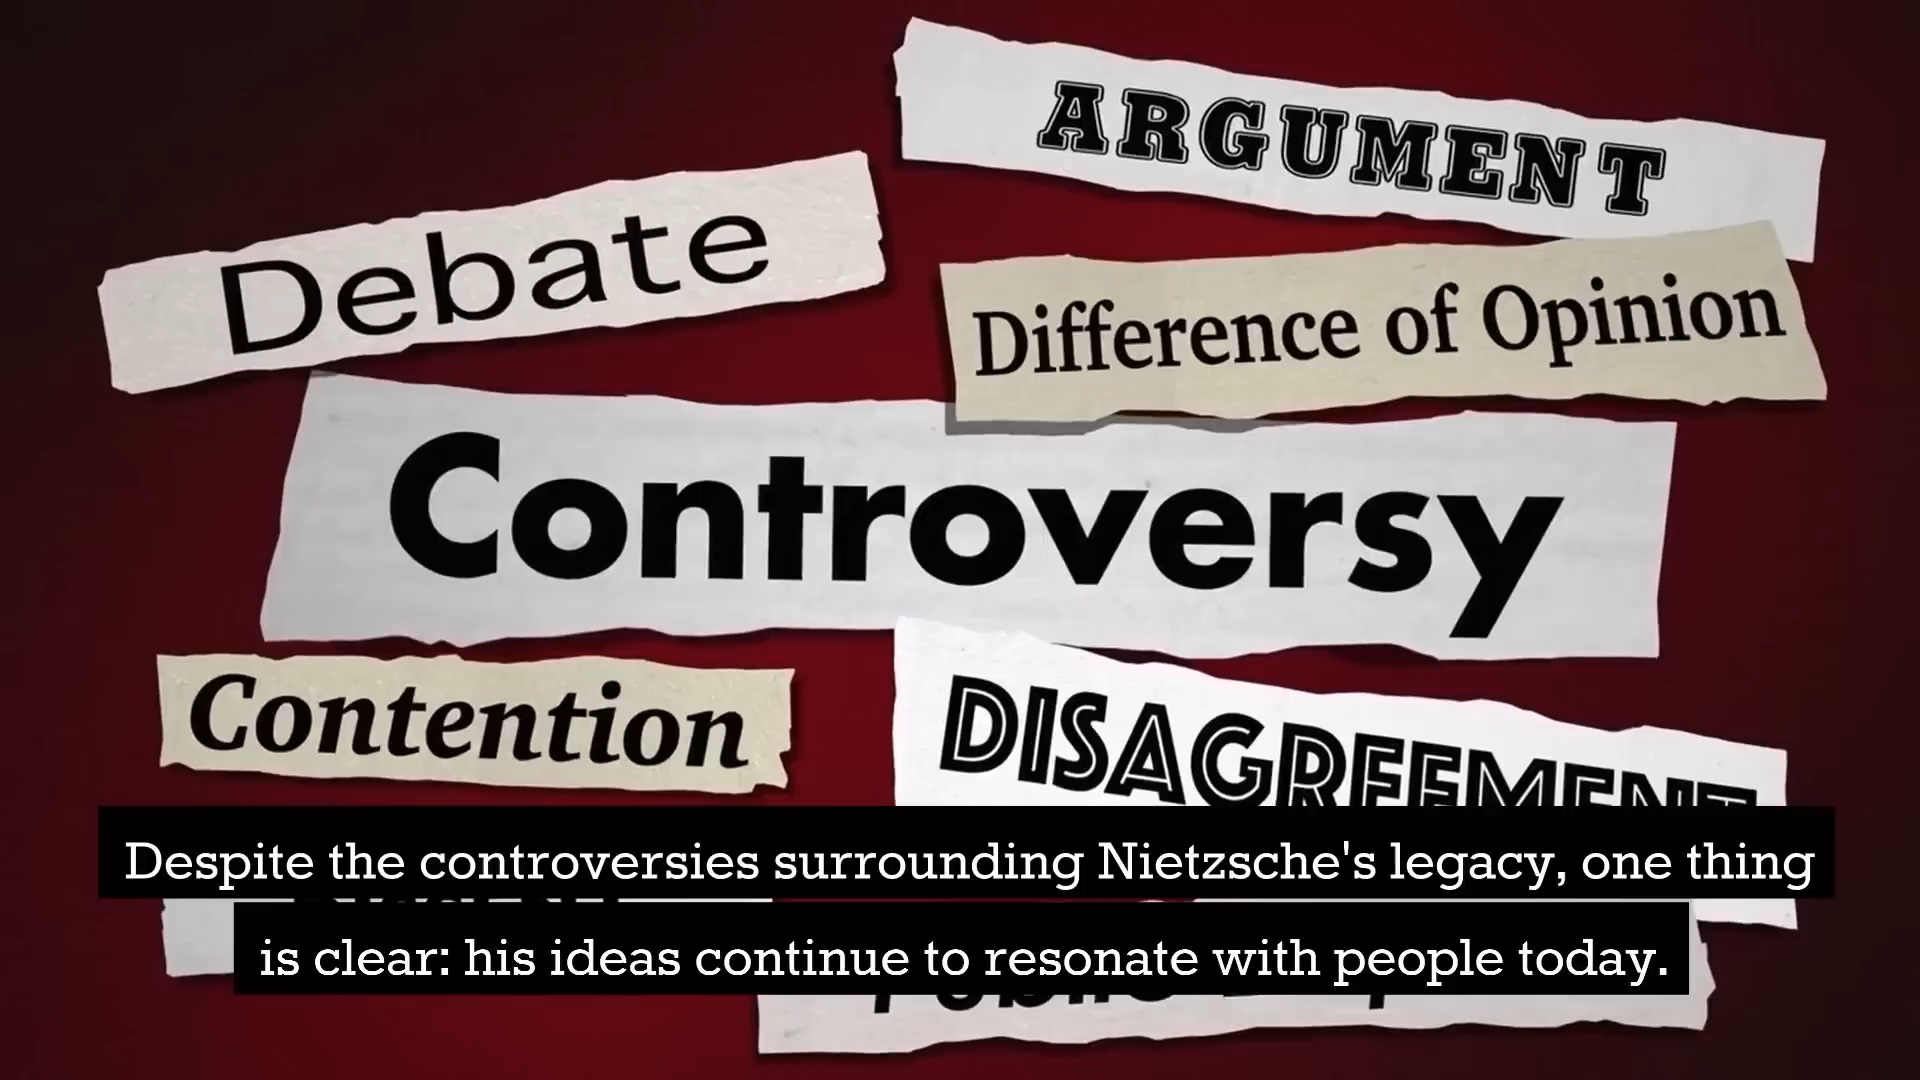 ARGUMENT
Debate
Difference of Opinion
Controversy
Contention
DISAGREEMENT
Despite the controversies surrounding Nietzsche's legacy, one thing
is clear: his ideas continue to resonate with people today.